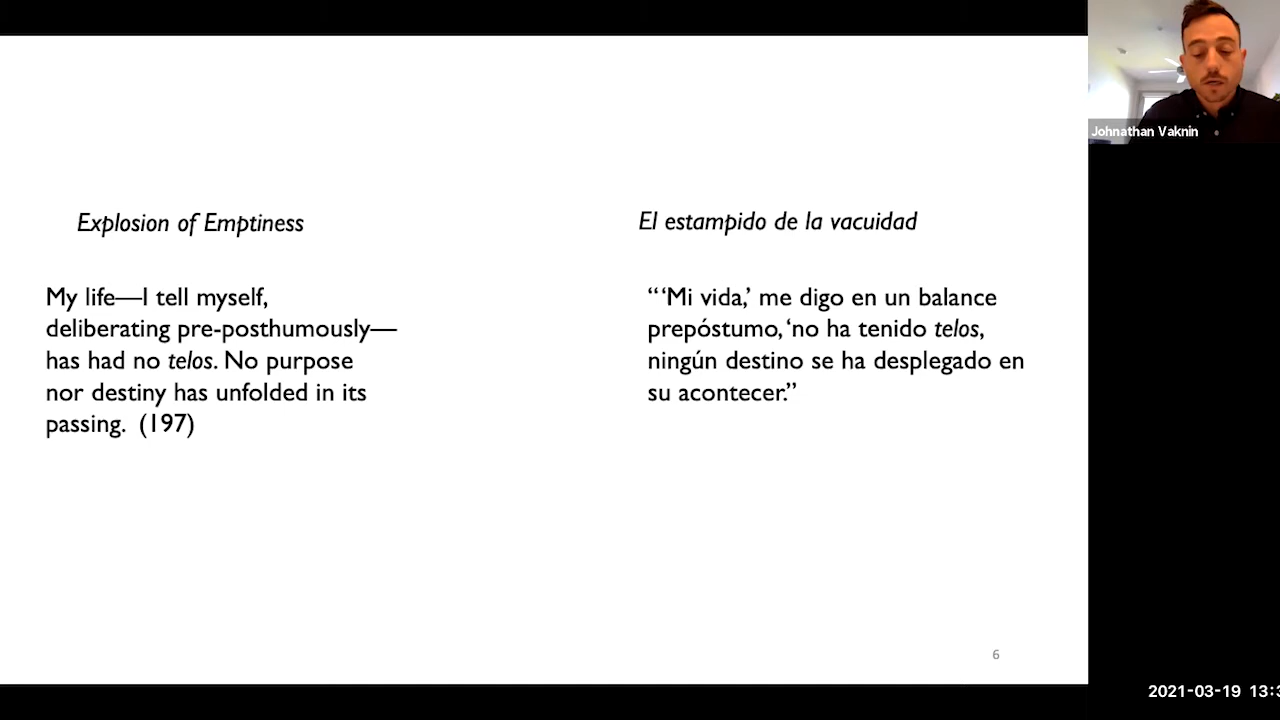 Explosion of Emptiness
My life—I tell myself,
deliberating pre-posthumously—
has had no telos. No purpose
nor destiny has unfolded in its
passing. (197)
El estampido de la vacuidad
“‘Mi vida,’ me digo en un balance
prepóstumo, ‘no ha tenido telos,
ningún destino se ha desplegado en
su acontecer.”
6
Johnathan Vaknin
2021-03-19 13:3